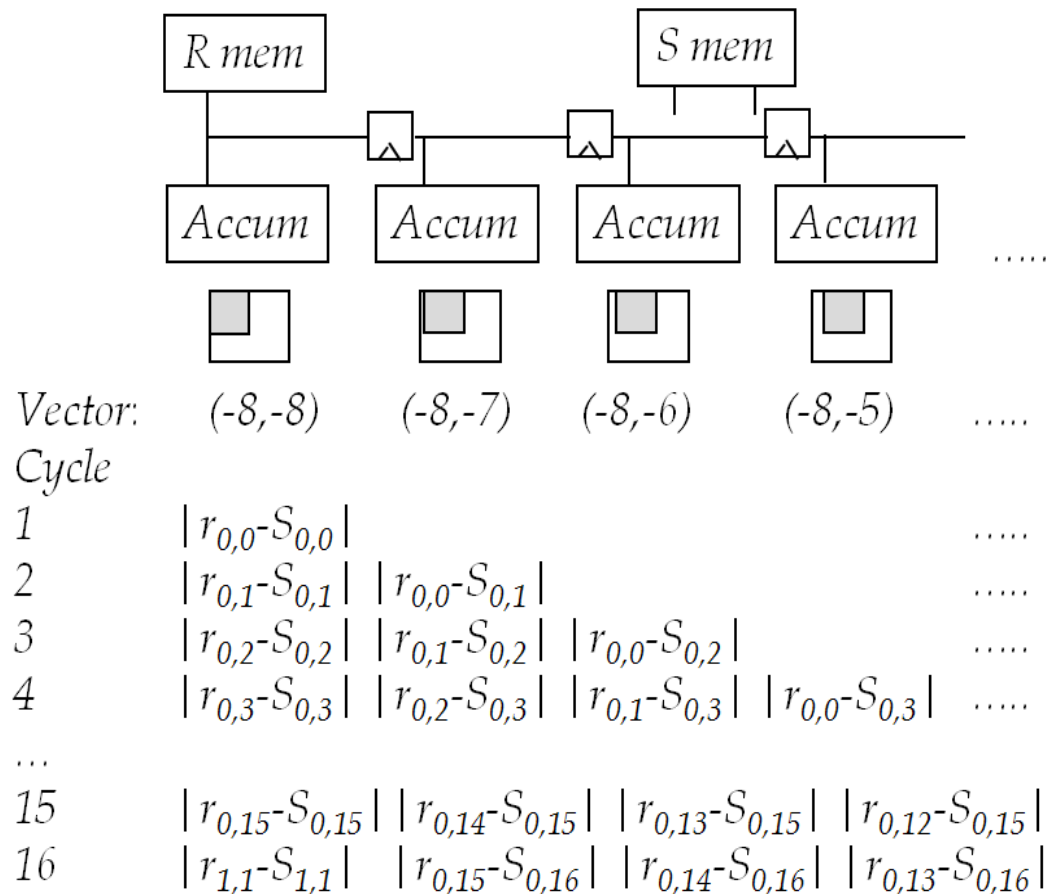 R mem S mem
Accum Accum Accum Accum .....
Vector: (-8,-8) (-8,-7) (-8,-6) (-8,-5) .....
Cycle
1 | r0,0-S0,0 | .....
2 | r0,1-S0,1 | | r0,0-S0,1 | .....
3 | r0,2-S0,2 | | r0,1-S0,2 | | r0,0-S0,2 | .....
4 | r0,3-S0,3 | | r0,2-S0,3 | | r0,1-S0,3 | | r0,0-S0,3 | .....
...
15 | r0,15-S0,15 | | r0,14-S0,15 | | r0,13-S0,15 | | r0,12-S0,15 |
16 | r1,1-S1,1 | | r0,15-S0,16 | | r0,14-S0,16 | | r0,13-S0,16 |